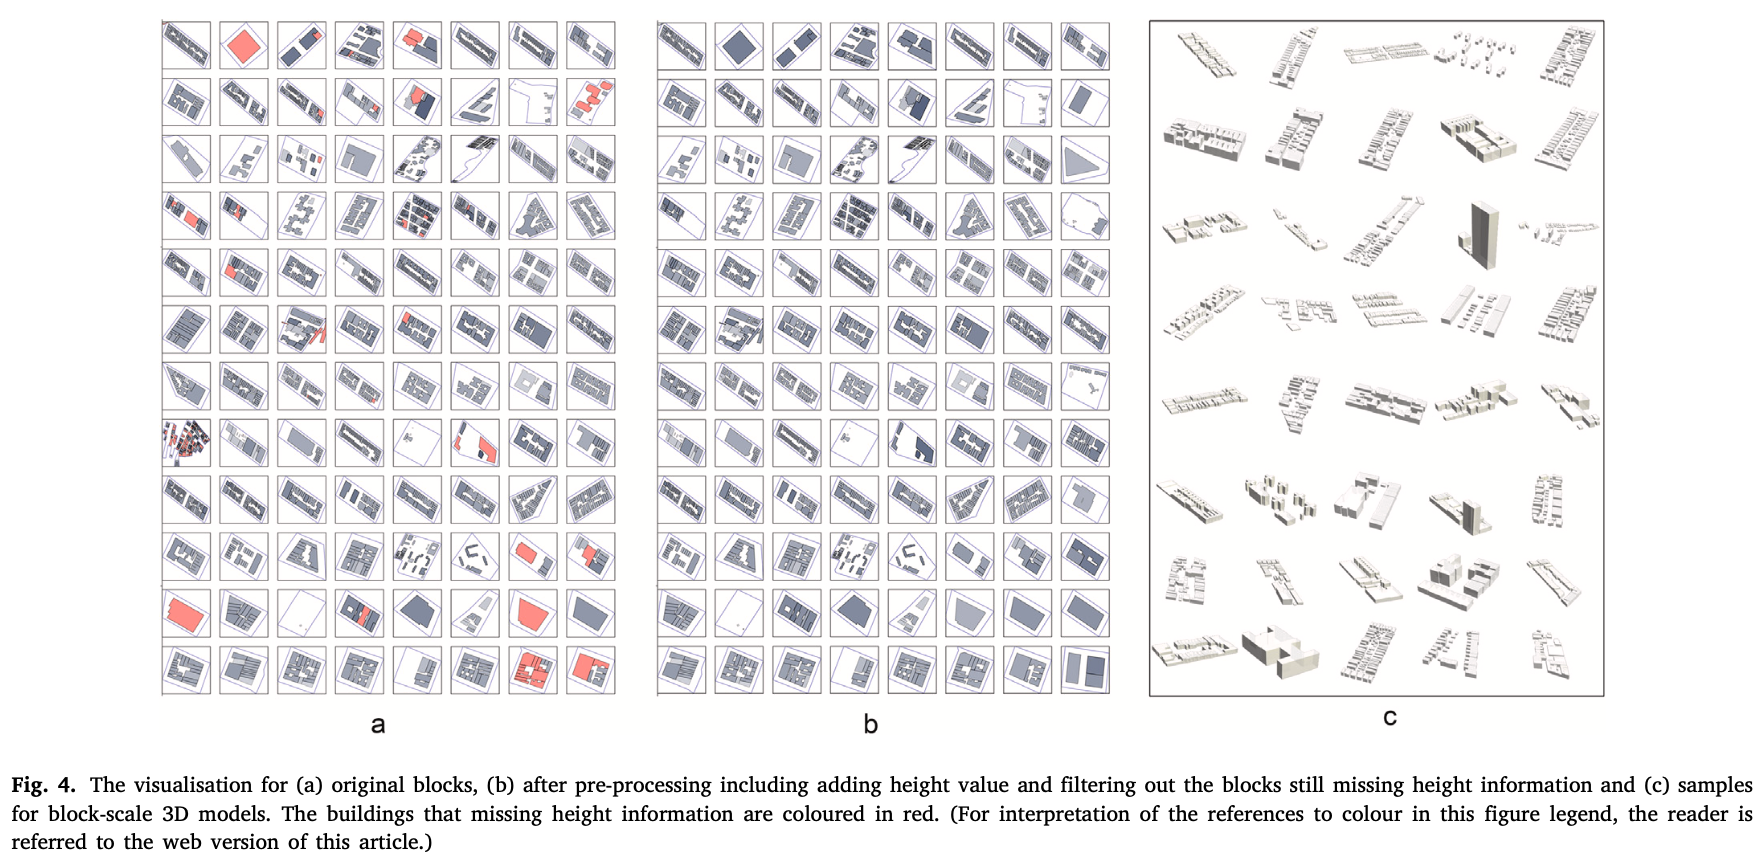 a
b
c
Fig. 4. The visualisation for (a) original blocks, (b) after pre-processing including adding height value and filtering out the blocks still missing height information and (c) samples
for block-scale 3D models. The buildings that missing height information are coloured in red. (For interpretation of the references to colour in this figure legend, the reader is
referred to the web version of this article.)